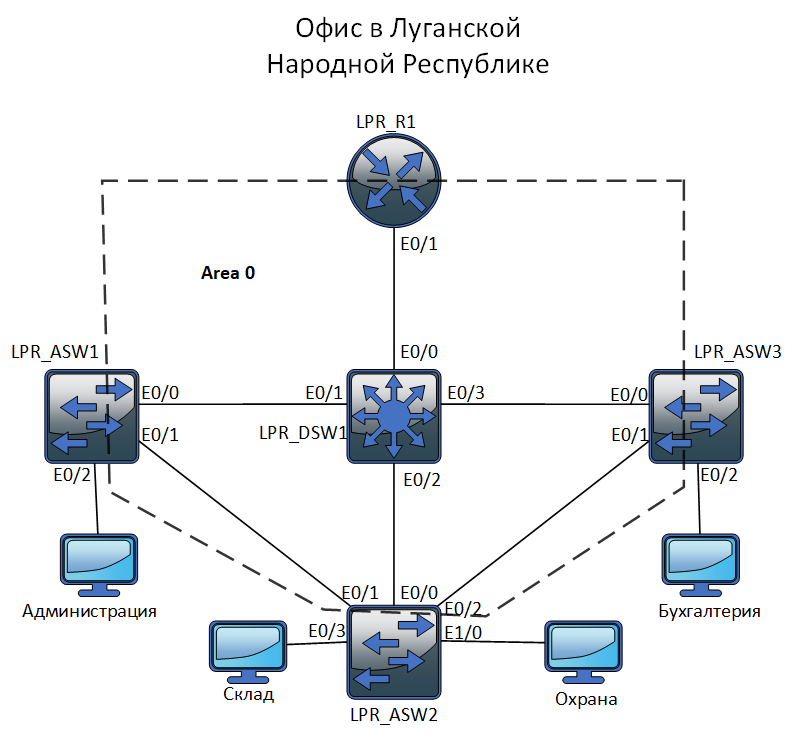 Офис в Луганской
Народной Республике
LPR_R1
E0/1
Area 0
LPR_ASW1
E0/0
LPR_ASW3
E0/0
E0/1
E0/3
E0/0
E0/1
LPR_DSW1
E0/1
E0/2
E0/2
E0/2
Администрация
E0/1
E0/0
E0/2
Бухгалтерия
E0/3
E1/0
Склад
Охрана
LPR_ASW2